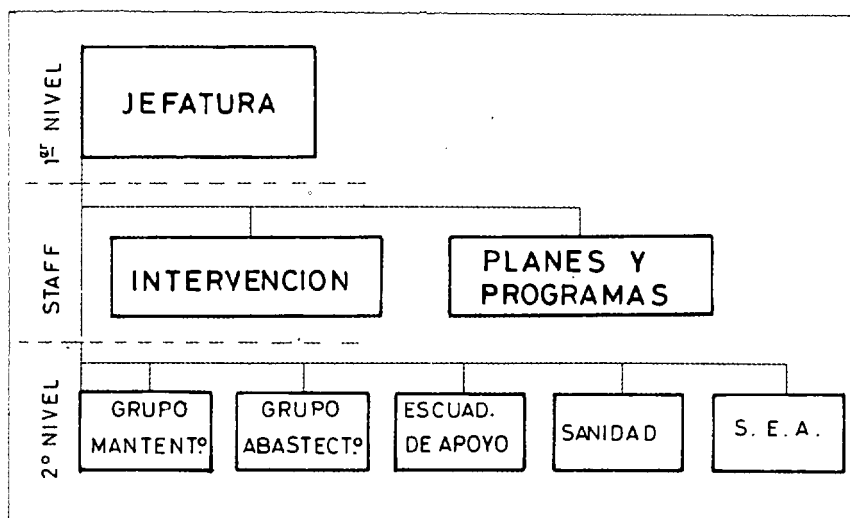 1er NIVEL
JEFATURA
STAFF
INTERVENCION
PLANES Y
PROGRAMAS
2º NIVEL
GRUPO
MANTENTº.
GRUPO
ABASTECTº.
ESCUAD.
DE APOYO
SANIDAD
S. E. A.